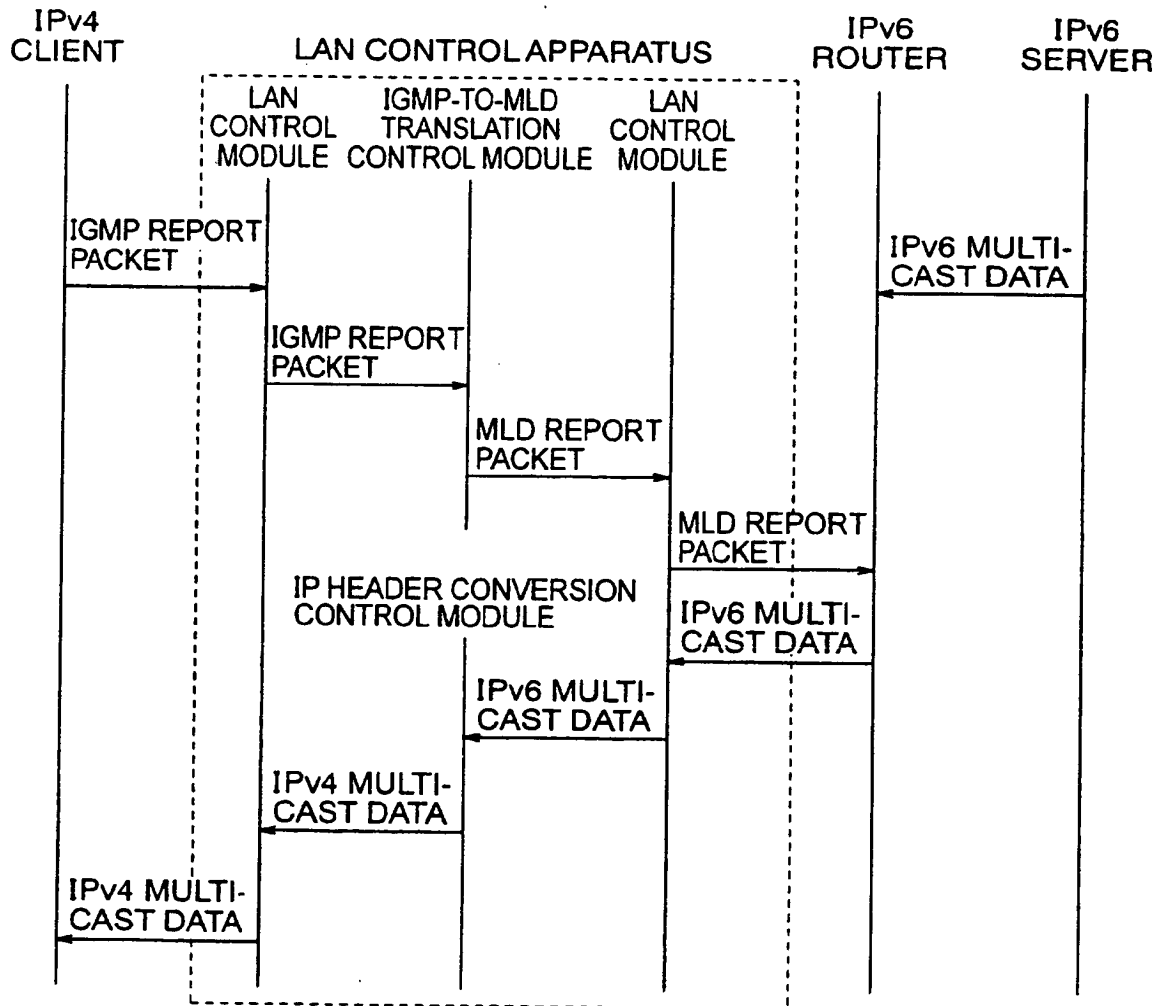 IPv4
CLIENT
LAN CONTROL APPARATUS
IPv6
ROUTER
IPv6
SERVER
LAN
CONTROL
MODULE
IGMP-TO-MLD
TRANSLATION
CONTROL MODULE
LAN
CONTROL
MODULE
IGMP REPORT
PACKET
IPv6 MULTI-
CAST DATA
IGMP REPORT
PACKET
MLD REPORT
PACKET
MLD REPORT
PACKET
IP HEADER CONVERSION
CONTROL MODULE
IPv6 MULTI-
CAST DATA
IPv6 MULTI-
CAST DATA
IPv4 MULTI-
CAST DATA
IPv4 MULTI-
CAST DATA